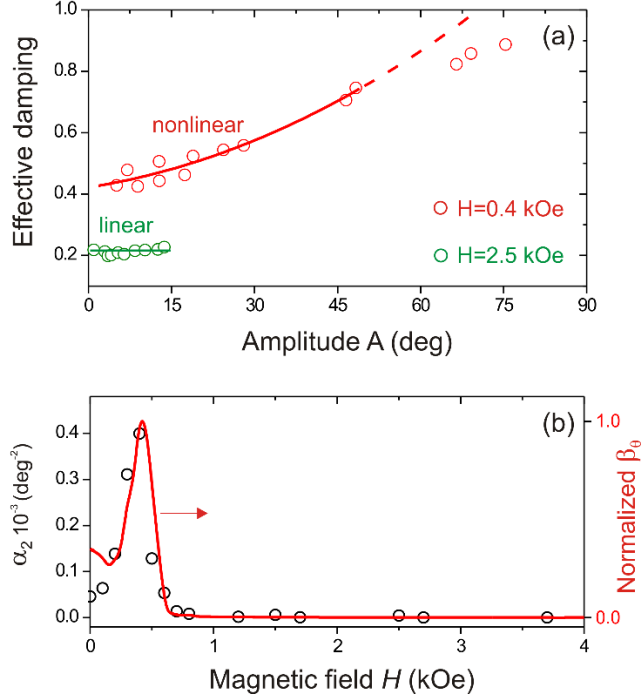 (a)
Effective damping
1.0
0.8
0.6
0.4
0.2
nonlinear
linear
H=0.4 kOe
H=2.5 kOe
0 15 30 45 60 75 90
Amplitude A (deg)
(b)
α₂ 10⁻³ (deg⁻²)
0.4
0.3
0.2
0.1
0.0
1.0
0.0
Normalized βθ
0 1 2 3 4
Magnetic field H (kOe)